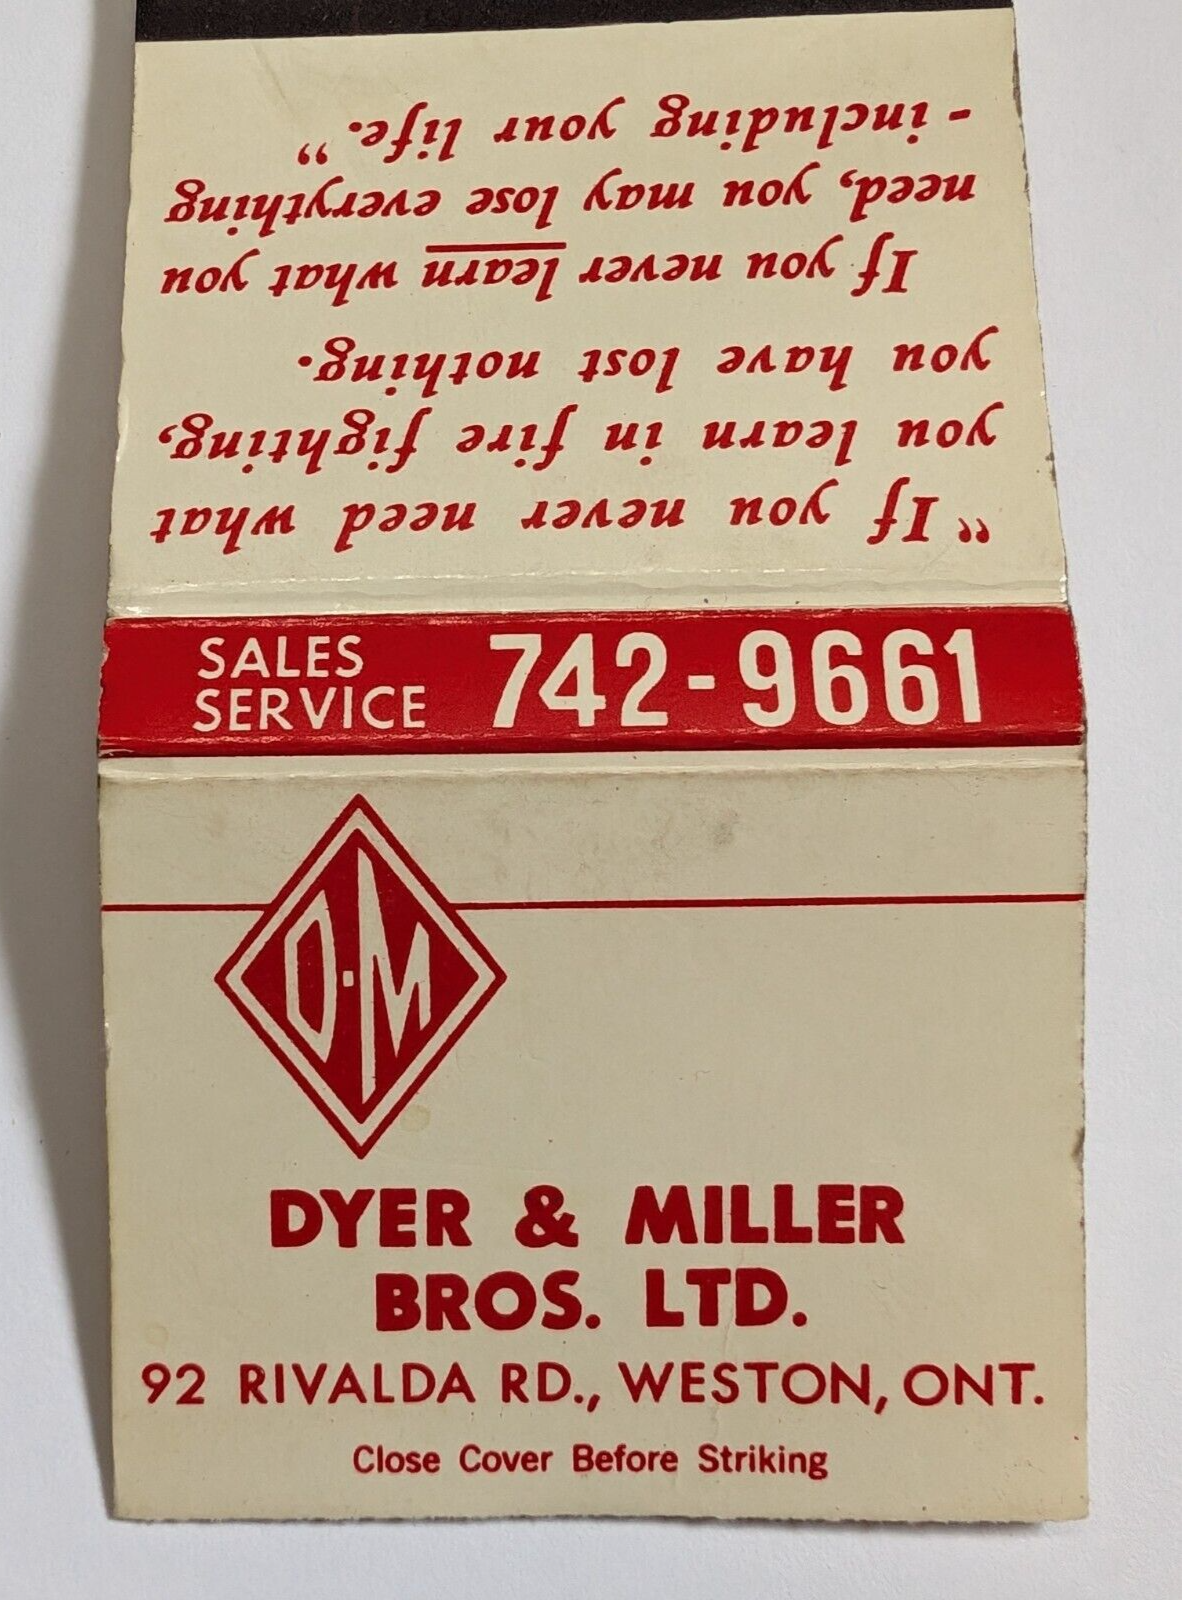 "If you never need what
you learn in fire fighting,
you have lost nothing.
If you never learn what you
need, you may lose everything
- including your life."
SALES
SERVICE
742-9661
D-M
DYER & MILLER
BROS. LTD.
92 RIVALDA RD., WESTON, ONT.
Close Cover Before Striking